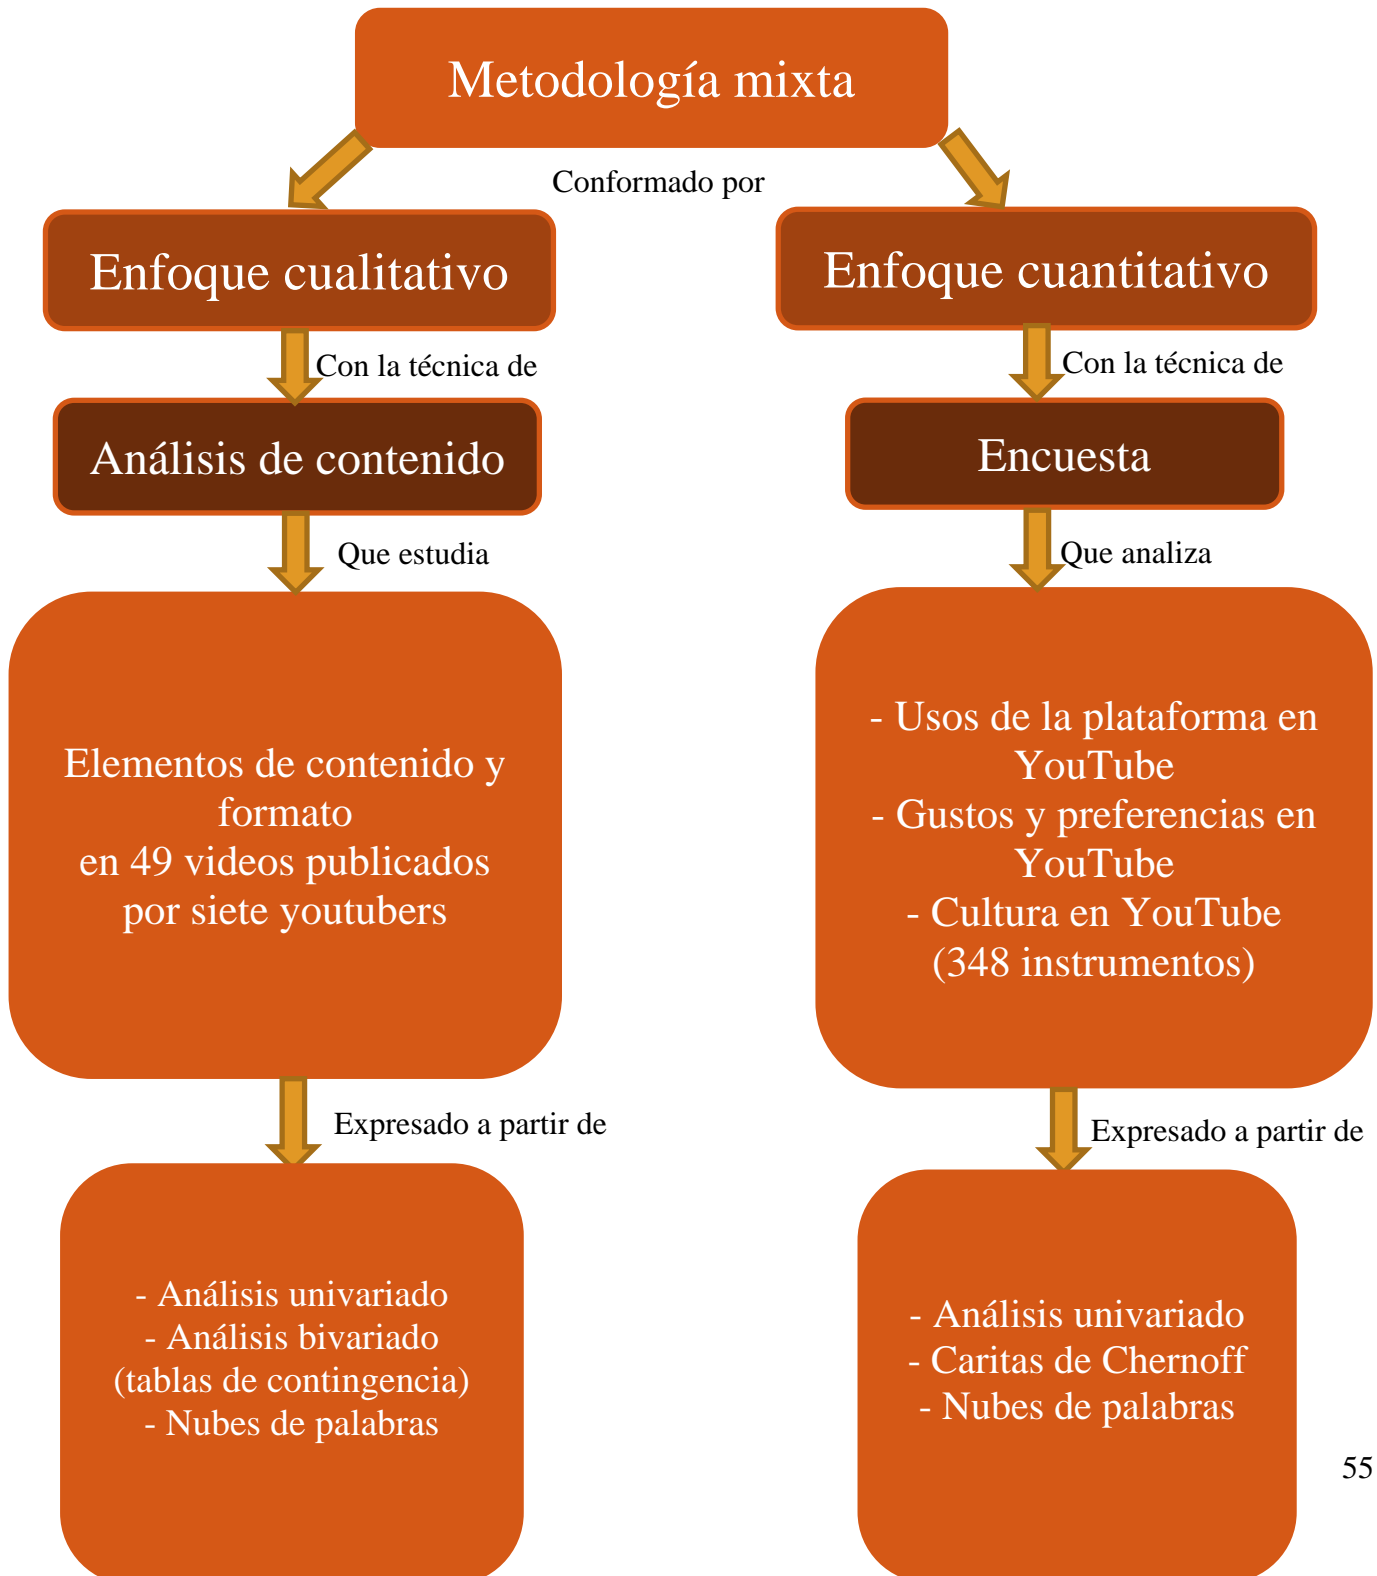 Metodología mixta
Conformado por
Enfoque cualitativo
Enfoque cuantitativo
Con la técnica de
Con la técnica de
Análisis de contenido
Encuesta
Que estudia
Que analiza
Elementos de contenido y
formato
en 49 videos publicados
por siete youtubers
- Usos de la plataforma en
YouTube
- Gustos y preferencias en
YouTube
- Cultura en YouTube
(348 instrumentos)
Expresado a partir de
Expresado a partir de
- Análisis univariado
- Análisis bivariado
(tablas de contingencia)
- Nubes de palabras
- Análisis univariado
- Caritas de Chernoff
- Nubes de palabras
55